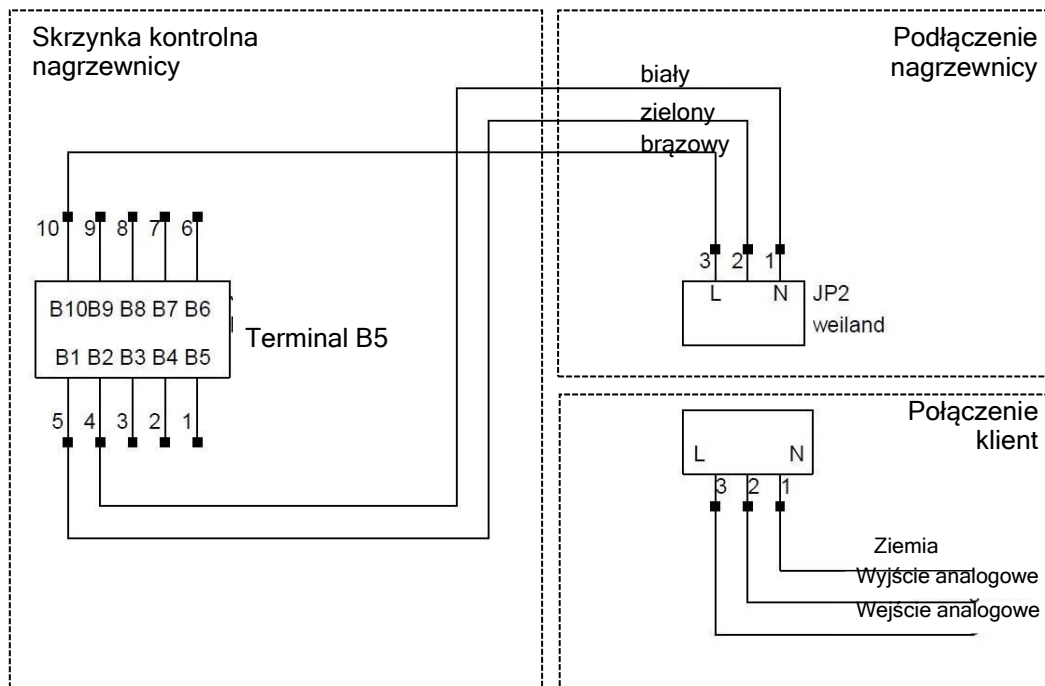 Skrzynka kontrolna
nagrzewnicy
Podłączenie
nagrzewnicy
biały
zielony
brązowy
10 9 8 7 6
B10 B9 B8 B7 B6
Terminal B5
B1 B2 B3 B4 B5
5 4 3 2 1
3 2 1
L N JP2
weiland
Połączenie
klient
L N
3 2 1
Ziemia
Wyjście analogowe
Wejście analogowe